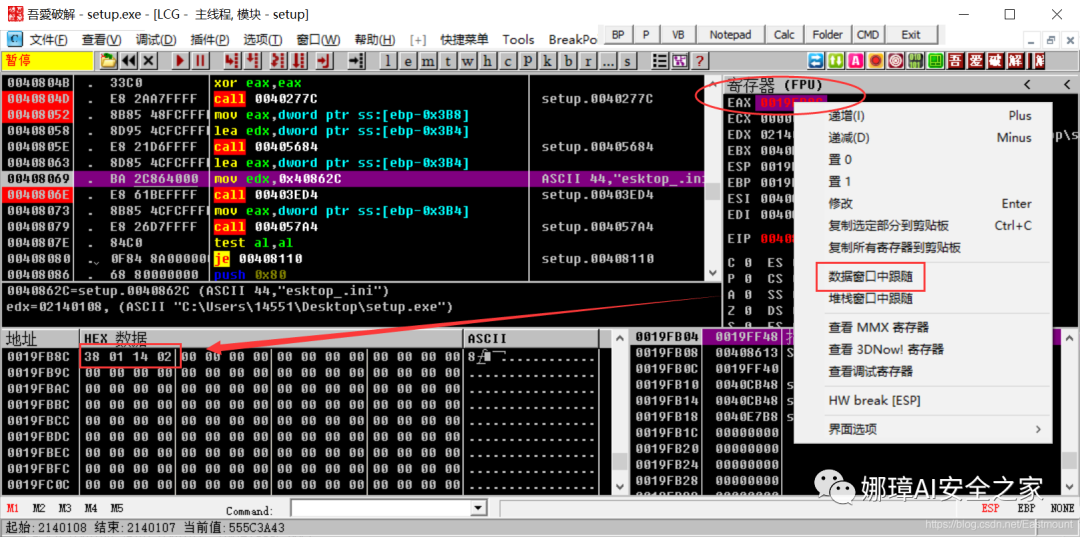 吾愛破解 - setup.exe - [LCG - 主线程, 模块 - setup]
文件(F) 查看(V) 调试(D) 插件(P) 选项(T) 窗口(W) 帮助(H) [+] 快捷菜单 Tools BreakPo
BP P VB Notepad Calc Folder CMD Exit
暂停 l e m t w h c p k b r ... s ? 吾 爱 破 解
0040804B . 33C0 xor eax,eax
0040804D . E8 2AA7FFFF call 0040277C setup.0040277C
00408052 . 8B85 48FCFFFF mov eax,dword ptr ss:[ebp-0x3B8]
00408058 . 8D95 4CFCFFFF lea edx,dword ptr ss:[ebp-0x3B4]
0040805E . E8 21D6FFFF call 00405684 setup.00405684
00408063 . 8D85 4CFCFFFF lea eax,dword ptr ss:[ebp-0x3B4]
00408069 . BA 2C864000 mov edx,0x40862C ASCII 44,"esktop_.ini
0040806E . E8 61BEFFFF call 00403ED4 setup.00403ED4
00408073 . 8B85 4CFCFFFF mov eax,dword ptr ss:[ebp-0x3B4]
00408079 . E8 26D7FFFF call 004057A4 setup.004057A4
0040807E . 84C0 test al,al
00408080 . 0F84 8A00000 je 00408110 setup.00408110
00408086 . 68 80000000 push 0x80
0040862C=setup.0040862C (ASCII 44,"esktop_.ini")
edx=02140108, (ASCII "C:\Users\14551\Desktop\setup.exe")
寄存器 (FPU) < <
EAX 0019FB8C
ECX 0000
EDX 0214 p\s
EBX 0040
ESP 0019
EBP 0019
ESI 0040
EDI 0040
EIP 0040
C 0 ES
P 0 CS
A 0 SS
Z 0 DS
S 0 FS
递增(I) Plus
递减(D) Minus
置 0
置 1
修改 Enter
复制选定部分到剪贴板 Ctrl+C
复制所有寄存器到剪贴板
数据窗口中跟随
堆栈窗口中跟随
查看 MMX 寄存器
查看 3DNow! 寄存器
查看调试寄存器
HW break [ESP]
界面选项 >
地址 HEX 数据 ASCII
0019FB8C 38 01 14 02 00 00 00 00 00 00 00 00 00 00 00 00
0019FB9C 00 00 00 00 00 00 00 00 00 00 00 00 00 00 00 00 ................
0019FBAC 00 00 00 00 00 00 00 00 00 00 00 00 00 00 00 00 ................
0019FBBC 00 00 00 00 00 00 00 00 00 00 00 00 00 00 00 00 ................
0019FBCC 00 00 00 00 00 00 00 00 00 00 00 00 00 00 00 00 ................
0019FBDC 00 00 00 00 00 00 00 00 00 00 00 00 00 00 00 00 ................
0019FBEC 00 00 00 00 00 00 00 00 00 00 00 00 00 00 00 00 ................
0019FBFC 00 00 00 00 00 00 00 00 00 00 00 00 00 00 00 00 ................
0019FC0C 00 00 00 00 00 00 00 00 00 00 00 00 00 00 00 00 ................
0019FB04 0019FF48
0019FB08 00408613 S
0019FB0C 0019FF40
0019FB10 0040CB48 s
0019FB14 0040CB48 s
0019FB18 0040E7B8 s
0019FB1C 00000000
0019FB20 00000000
0019FB24 00000000
0019FB28 00000000
娜璋AI安全之家
M1 M2 M3 M4 M5 Command: ESP EBP NONE
起始:2140108 结束:2140107 当前值:555C3A43
https://blog.csdn.net/Eastmount